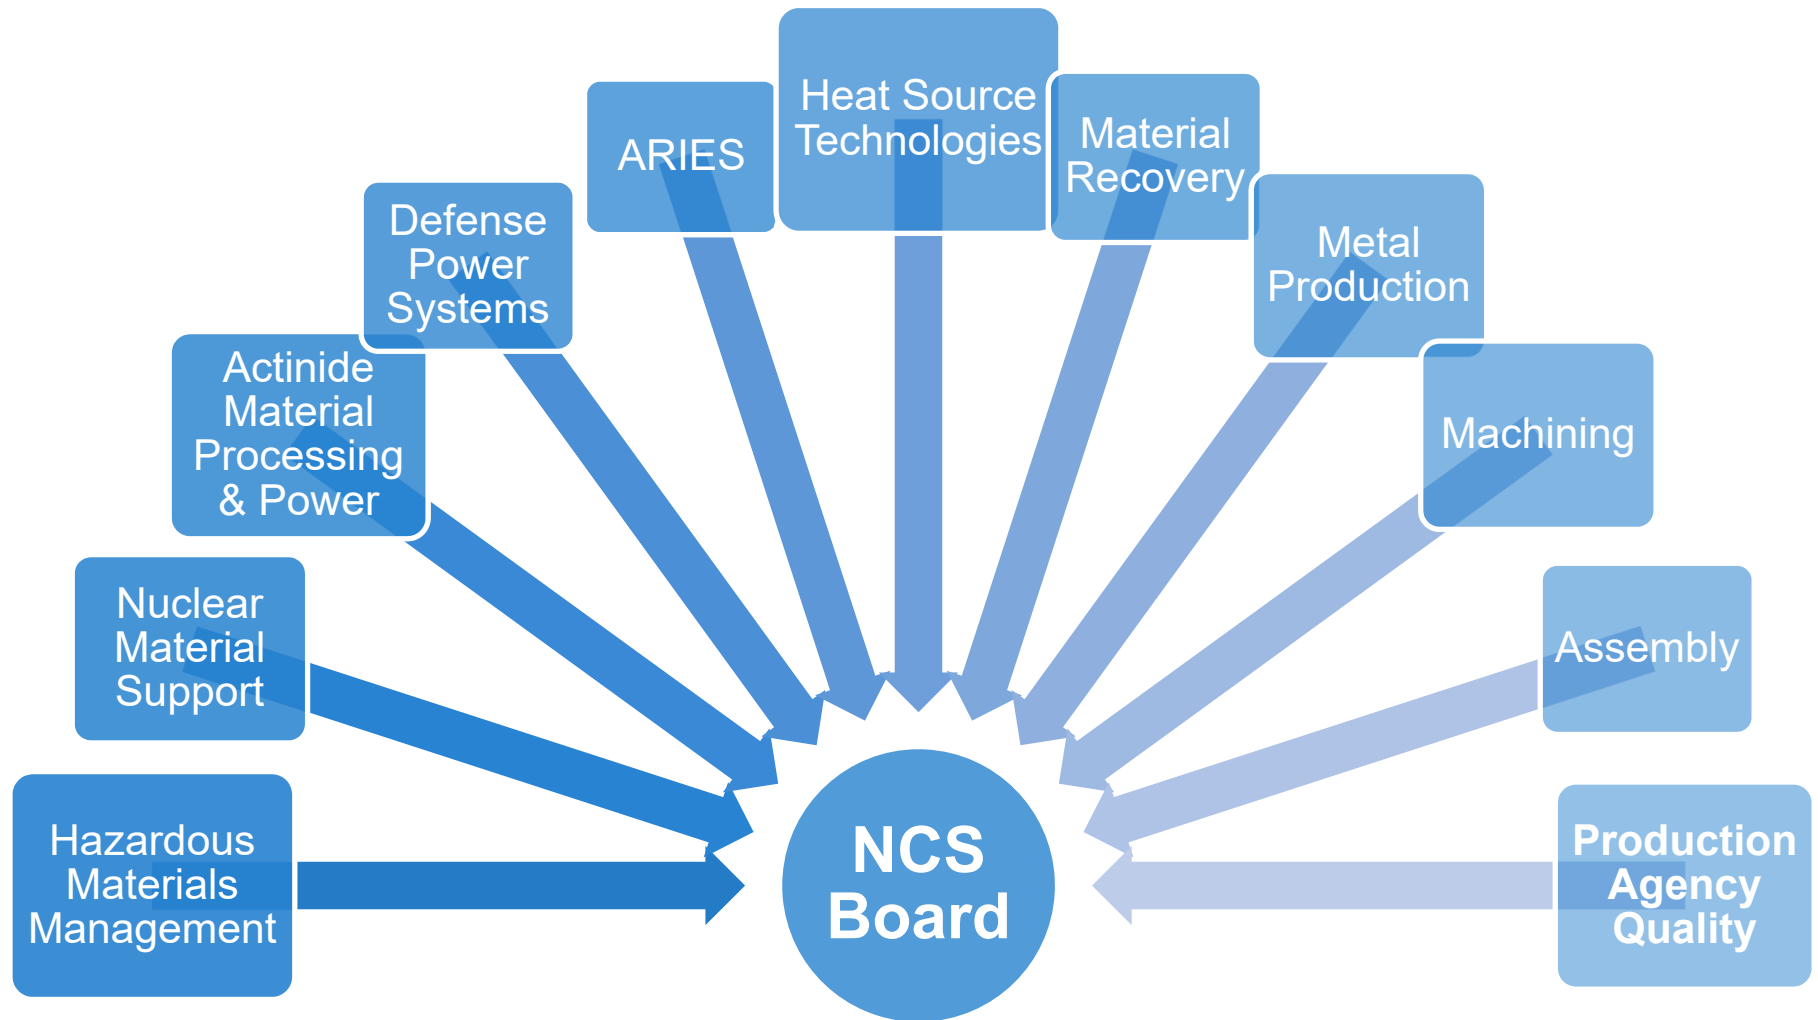 Heat Source
Technologies
ARIES
Material
Recovery
Defense
Power
Systems
Metal
Production
Actinide
Material
Processing
& Power
Machining
Nuclear
Material
Support
Assembly
Hazardous
Materials
Management
NCS
Board
Production
Agency
Quality